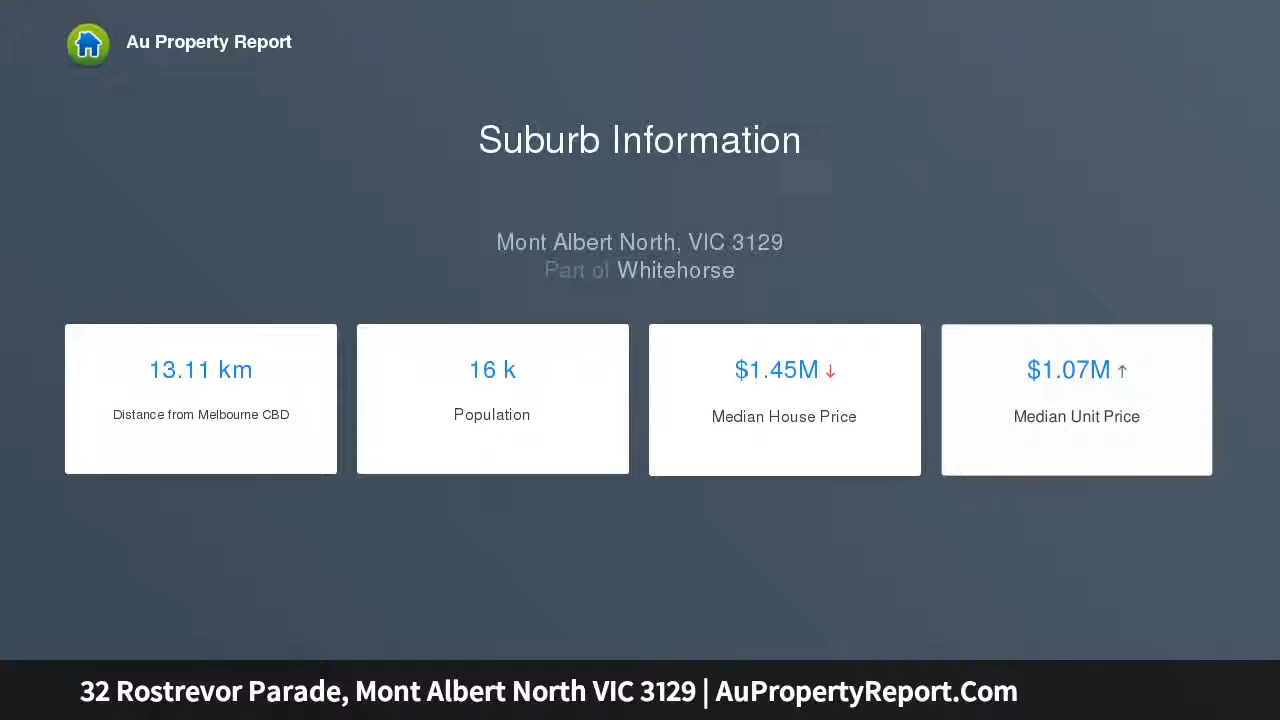 Au Property Report
Suburb Information
Mont Albert North, VIC 3129
Part of Whitehorse
13.11 km
Distance from Melbourne CBD
16 k
Population
$1.45M ↓
Median House Price
$1.07M ↑
Median Unit Price
32 Rostrevor Parade, Mont Albert North VIC 3129 | AuPropertyReport.Com